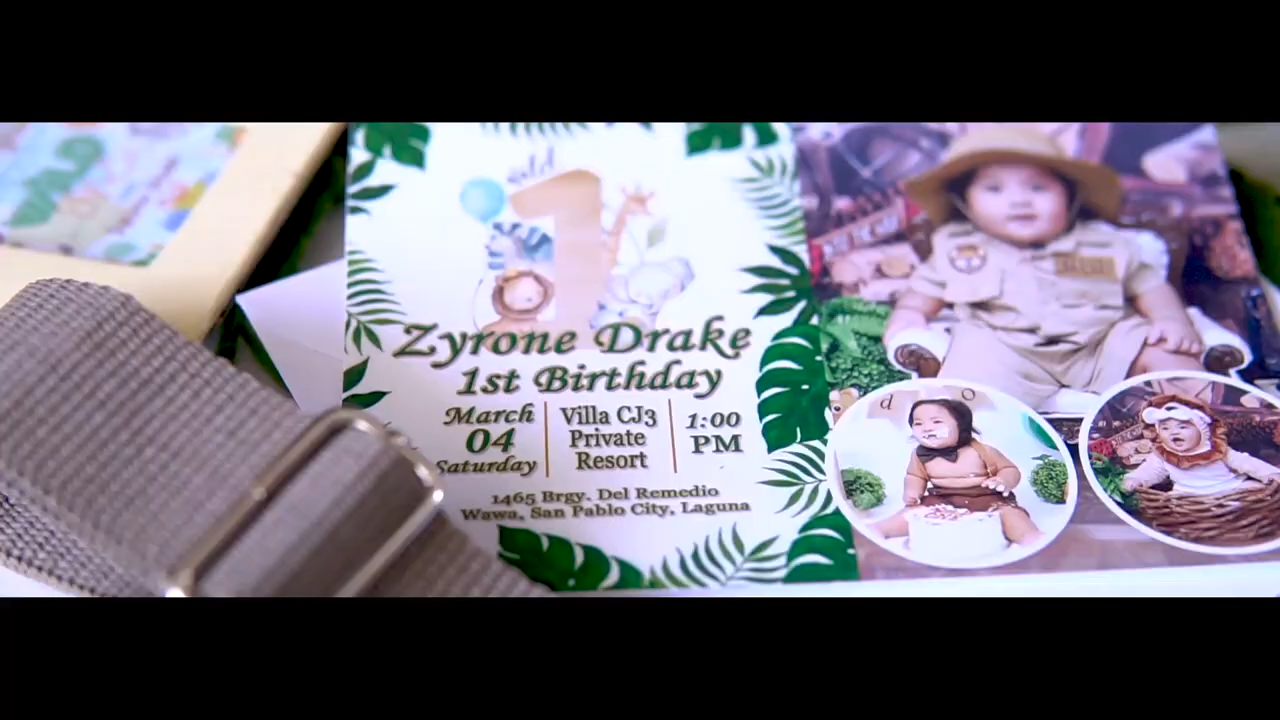 wild
1
Zyrone Drake
1st Birthday
March
04
Saturday
Villa CJ3
Private
Resort
1:00
PM
1465 Brgy. Del Remedio
Wawa, San Pablo City, Laguna
d o